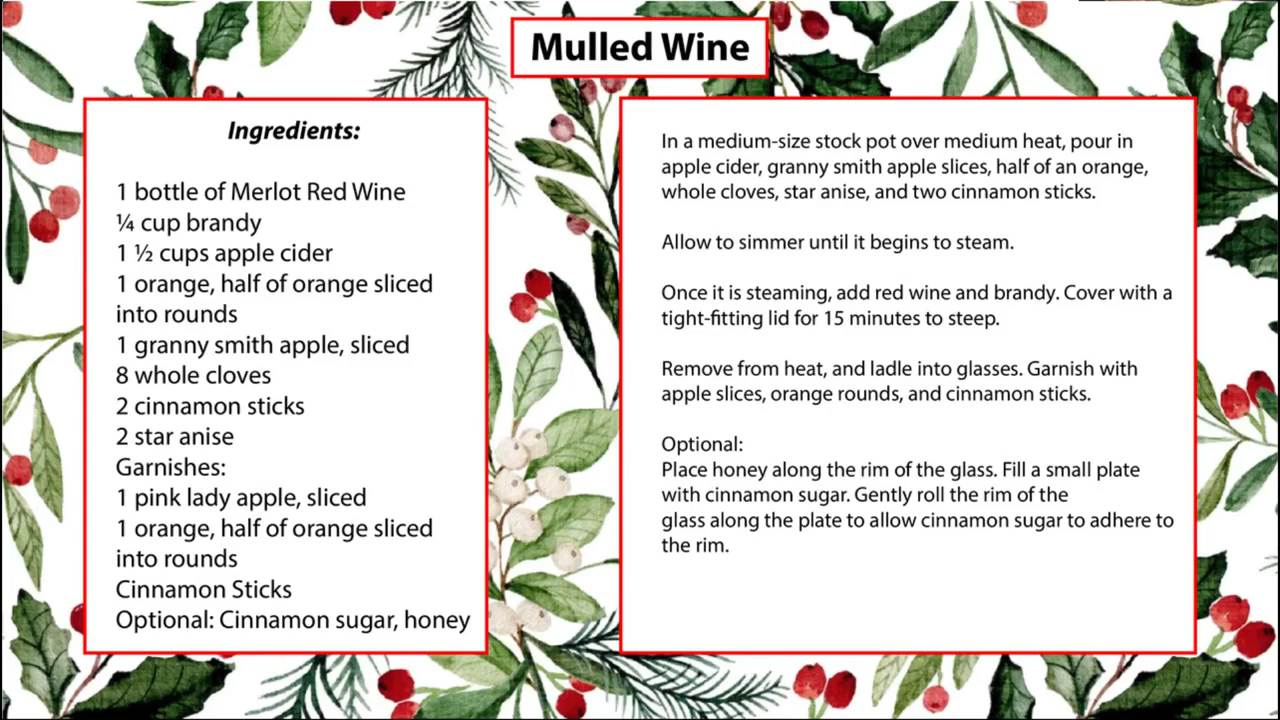 Mulled Wine
Ingredients:
1 bottle of Merlot Red Wine
¼ cup brandy
1 ½ cups apple cider
1 orange, half of orange sliced
into rounds
1 granny smith apple, sliced
8 whole cloves
2 cinnamon sticks
2 star anise
Garnishes:
1 pink lady apple, sliced
1 orange, half of orange sliced
into rounds
Cinnamon Sticks
Optional: Cinnamon sugar, honey
In a medium-size stock pot over medium heat, pour in
apple cider, granny smith apple slices, half of an orange,
whole cloves, star anise, and two cinnamon sticks.
Allow to simmer until it begins to steam.
Once it is steaming, add red wine and brandy. Cover with a
tight-fitting lid for 15 minutes to steep.
Remove from heat, and ladle into glasses. Garnish with
apple slices, orange rounds, and cinnamon sticks.
Optional:
Place honey along the rim of the glass. Fill a small plate
with cinnamon sugar. Gently roll the rim of the
glass along the plate to allow cinnamon sugar to adhere to
the rim.